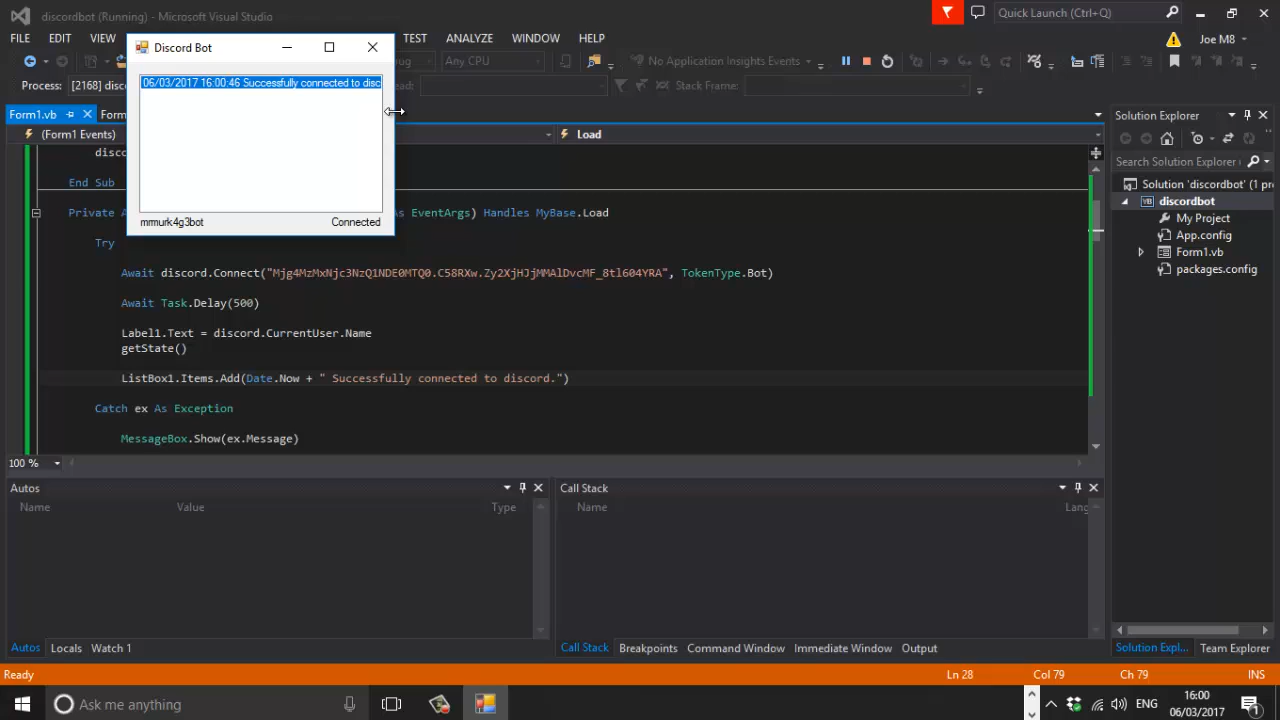 discordbot (Running) - Microsoft Visual Studio
Quick Launch (Ctrl+Q)
FILE EDIT VIEW TEST ANALYZE WINDOW HELP
Joe M8
Discord Bot
06/03/2017 16:00:46 Successfully connected to disc
mrmurk4g3bot Connected
Any CPU
No Application Insights Events
Process: [2168] disc
Stack Frame:
Form1.vb
(Form1 Events)
Load
End Sub
As EventArgs) Handles MyBase.Load
Try
Await discord.Connect("Mjg4MzMxNjc3NzQ1NDE0MTQ0.C58RXw.Zy2XjHJjMMAlDvcMF_8tl604YRA", TokenType.Bot)
Await Task.Delay(500)
Label1.Text = discord.CurrentUser.Name
getState()
ListBox1.Items.Add(Date.Now + " Successfully connected to discord.")
Catch ex As Exception
MessageBox.Show(ex.Message)
100 %
Solution Explorer
Search Solution Explorer
Solution 'discordbot' (1 pr
discordbot
My Project
App.config
Form1.vb
packages.config
Autos
Name Value Type
Call Stack
Name Lang
Autos Locals Watch 1
Call Stack Breakpoints Command Window Immediate Window Output
Solution Expl... Team Explorer
Ready Ln 28 Col 79 Ch 79 INS
Ask me anything
ENG
16:00
06/03/2017